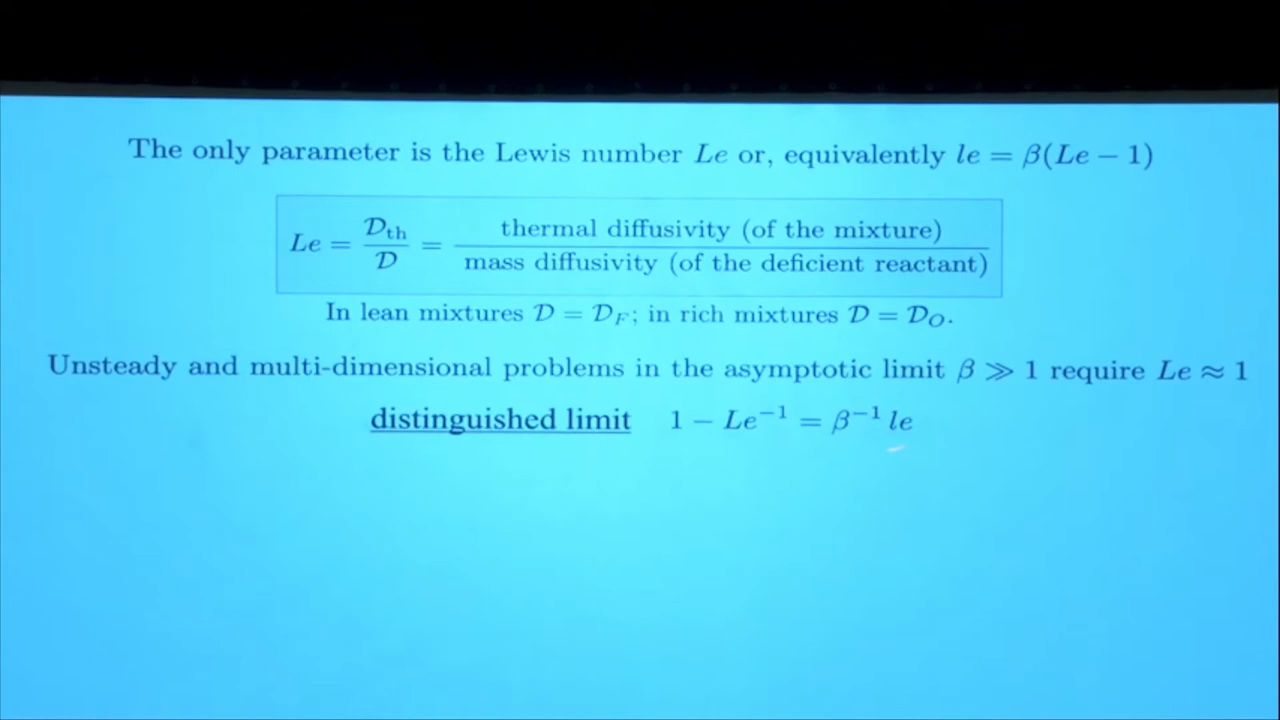 The only parameter is the Lewis number Le or, equivalently le = β(Le − 1)
Le = 𝒟th/𝒟 = thermal diffusivity (of the mixture)/mass diffusivity (of the deficient reactant)
In lean mixtures 𝒟 = 𝒟F; in rich mixtures 𝒟 = 𝒟O.
Unsteady and multi-dimensional problems in the asymptotic limit β ≫ 1 require Le ≈ 1
distinguished limit 1 − Le⁻¹ = β⁻¹ le